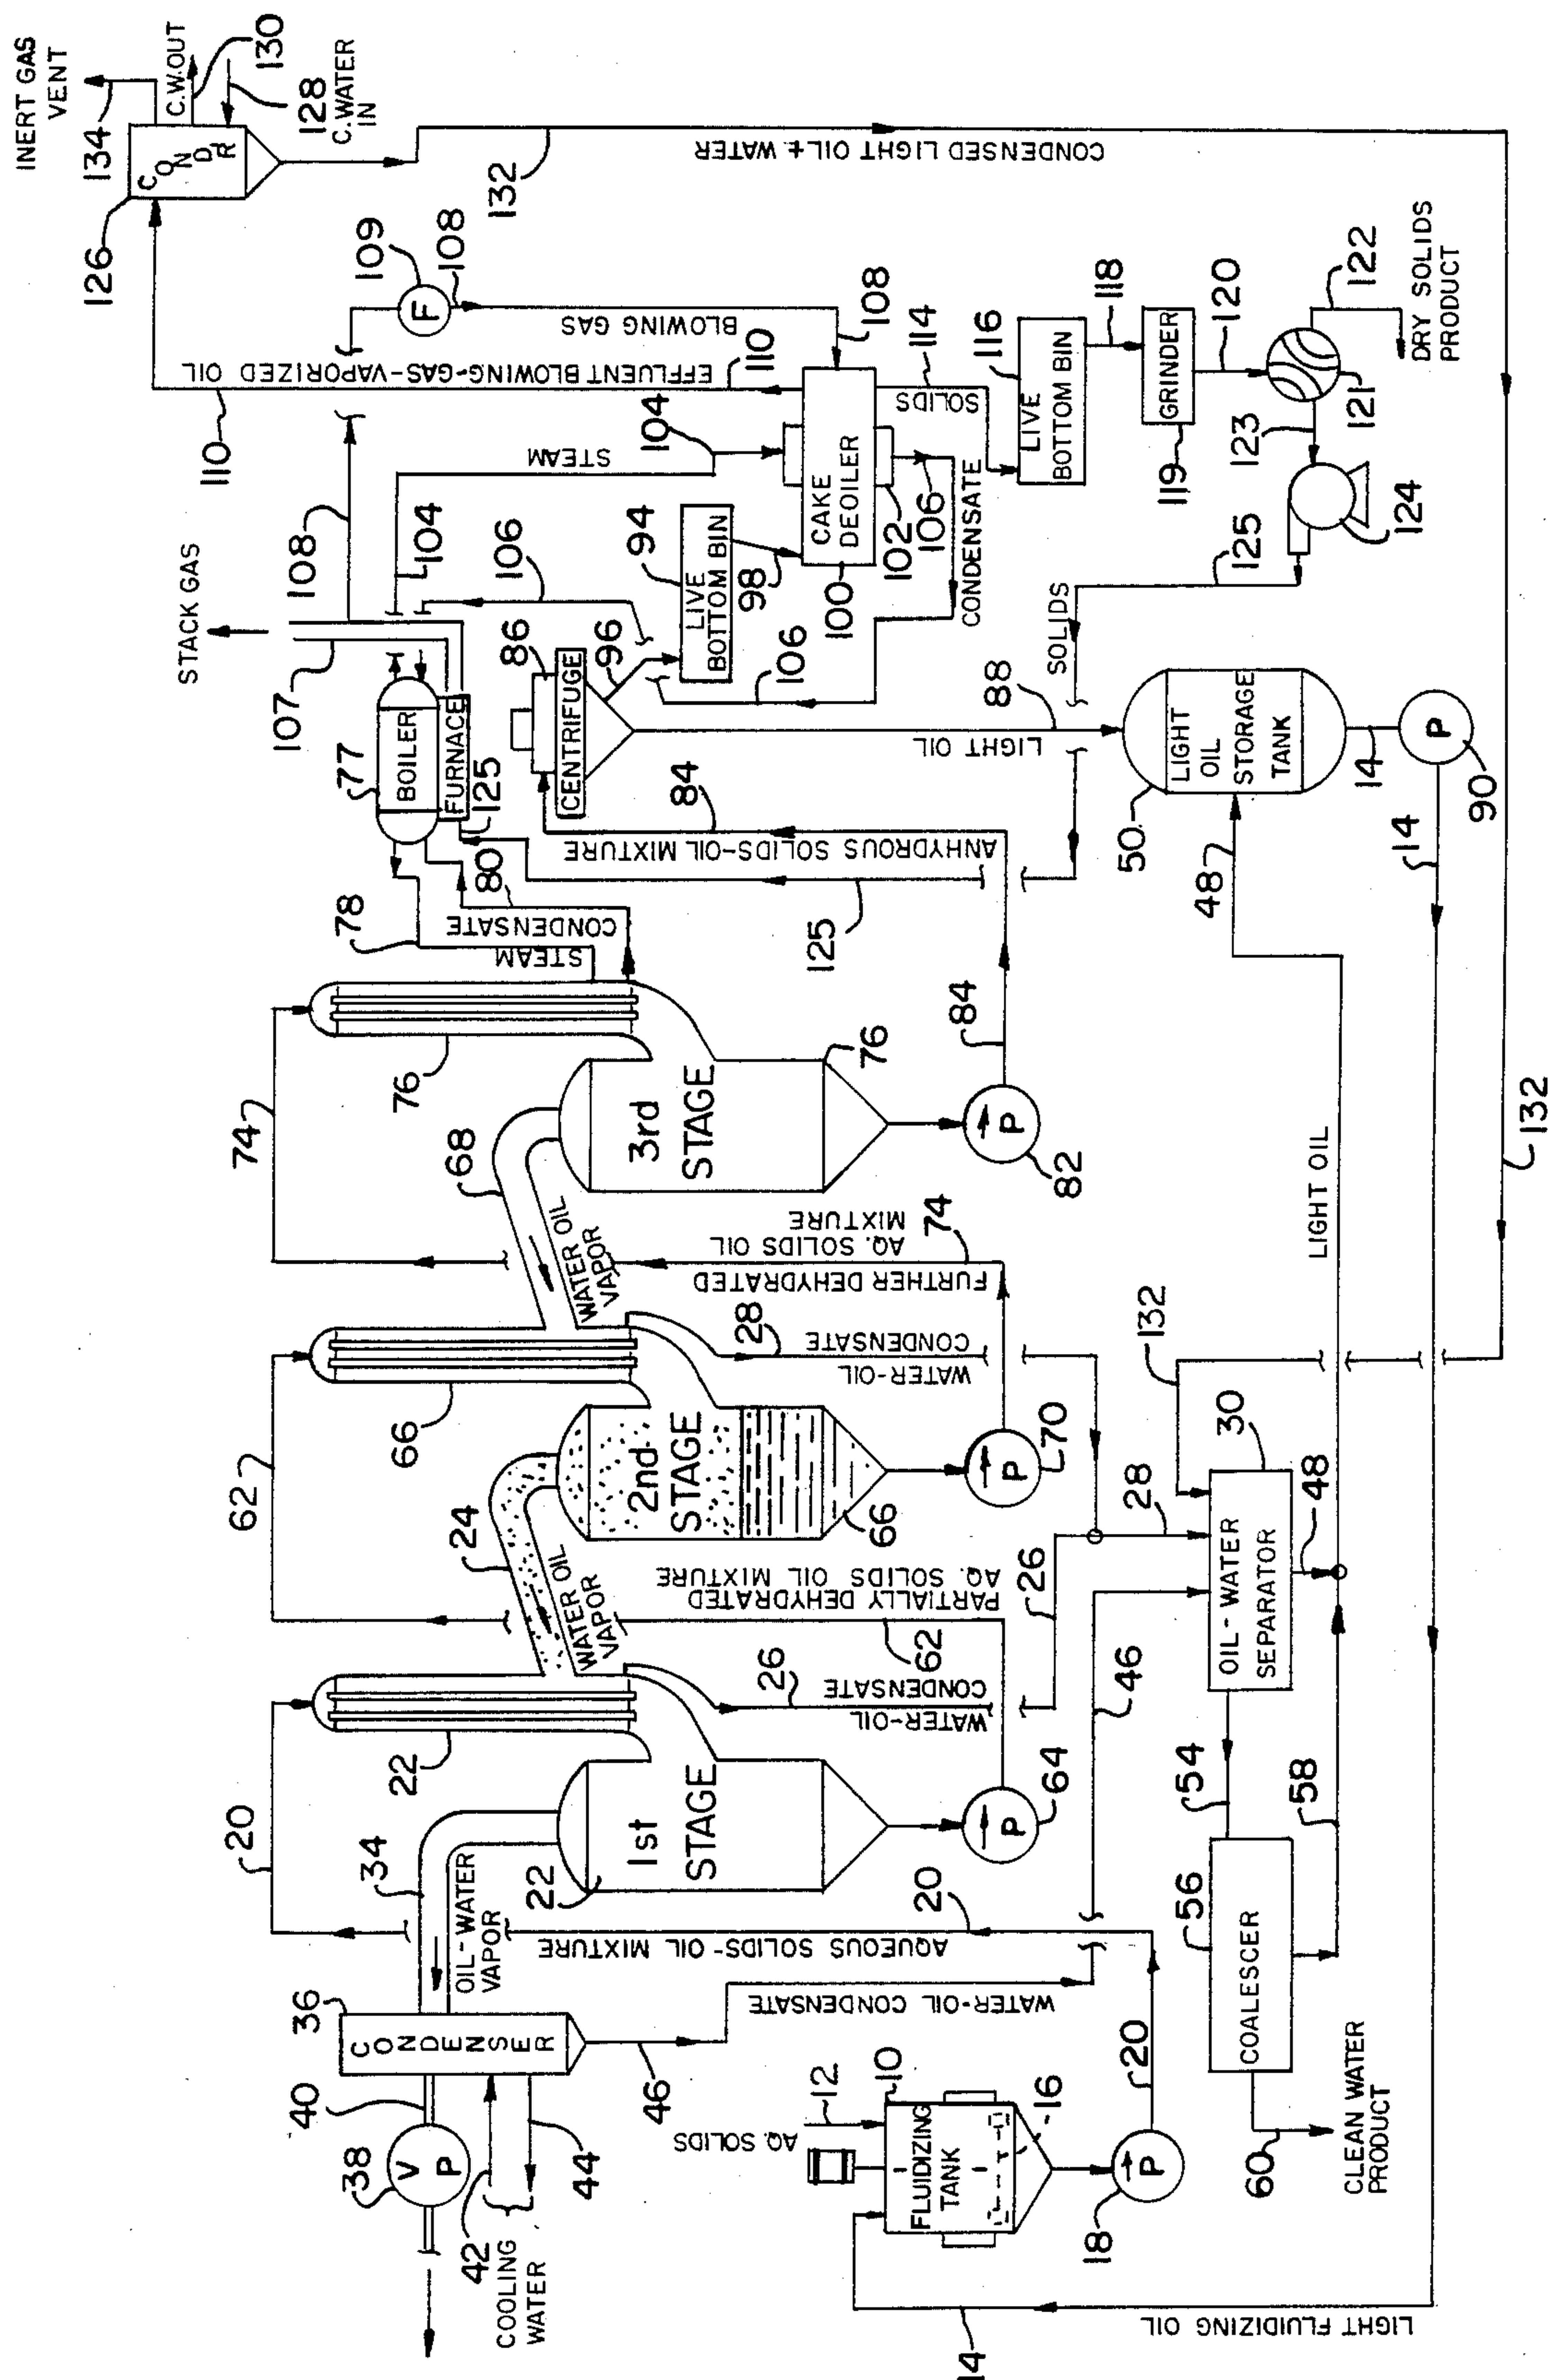 INERT GAS
VENT
134
C.W.OUT
130
128
C.WATER
IN
CONDR
126
132
CONDENSED LIGHT OIL + WATER
109
F
108
BLOWING GAS
108
110
EFFLUENT BLOWING-GAS-VAPORIZED OIL
110
STEAM
104
104
108
STACK GAS
107
77
BOILER
FURNACE
125
106
86
CENTRIFUGE
96
94
LIVE
BOTTOM BIN
98
CAKE
DEOILER
100
102
106
CONDENSATE
106
114
SOLIDS
116
LIVE
BOTTOM BIN
118
GRINDER
119
120
121
122
DRY SOLIDS
PRODUCT
123
124
125
SOLIDS
88
LIGHT OIL
84
ANHYDROUS SOLIDS-OIL MIXTURE
125
80
CONDENSATE
78
STEAM
50
LIGHT
OIL
STORAGE
TANK
14
P
90
14
48
74
76
3rd
STAGE
76
68
WATER OIL
VAPOR
P
82
84
FURTHER DEHYDRATED
AQ. SOLIDS OIL
MIXTURE
74
62
66
2nd
STAGE
66
24
WATER OIL
VAPOR
28
WATER-OIL
CONDENSATE
P
70
PARTIALLY DEHYDRATED
AQ. SOLIDS OIL MIXTURE
62
20
22
1st
STAGE
22
34
OIL-WATER
VAPOR
26
WATER-OIL
CONDENSATE
P
64
26
28
132
30
OIL-WATER
SEPARATOR
48
LIGHT OIL
132
46
54
56
COALESCER
58
60
CLEAN WATER
PRODUCT
20
AQUEOUS SOLIDS-OIL MIXTURE
36
CONDENSER
40
38
VP
42
44
COOLING
WATER
46
WATER-OIL CONDENSATE
AQ. SOLIDS
12
10
FLUIDIZING
TANK
16
P
18
20
14
LIGHT FLUIDIZING OIL